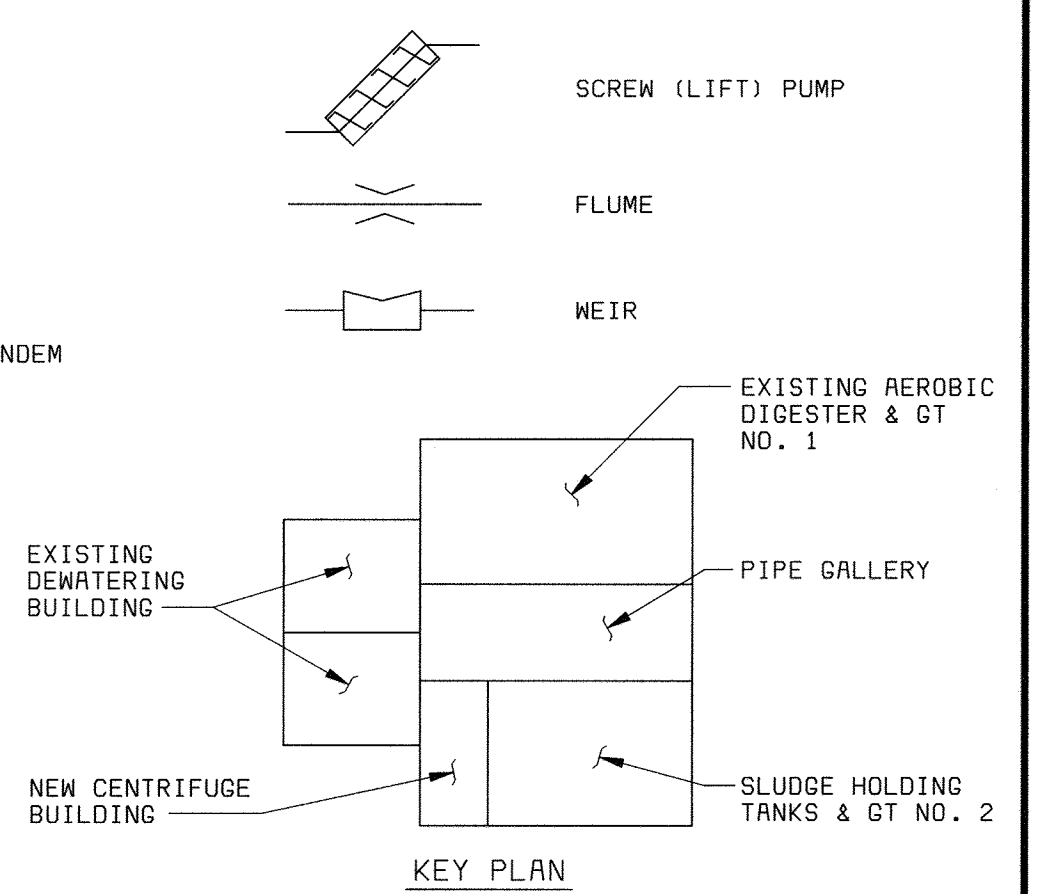 SCREW (LIFT) PUMP
FLUME
WEIR
NDEM
EXISTING AEROBIC
DIGESTER & GT
NO. 1
EXISTING
DEWATERING
BUILDING
PIPE GALLERY
NEW CENTRIFUGE
BUILDING
SLUDGE HOLDING
TANKS & GT NO. 2
KEY PLAN